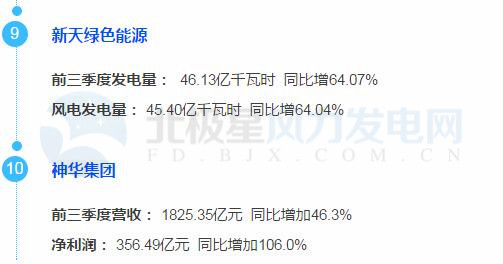 9
新天绿色能源
前三季度发电量： 46.13亿千瓦时 同比增64.07%
风电发电量： 45.40亿千瓦时 同比增64.04%
北极星风力发电网
FD.BJX.COM.CN
10
神华集团
前三季度营收： 1825.35亿元 同比增加46.3%
净利润： 356.49亿元 同比增加106.0%